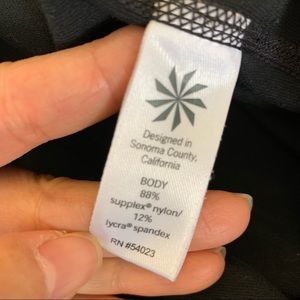 Designed in
Sonoma County,
California
BODY
88%
supplex® nylon/
12%
lycra® spandex
RN #54023